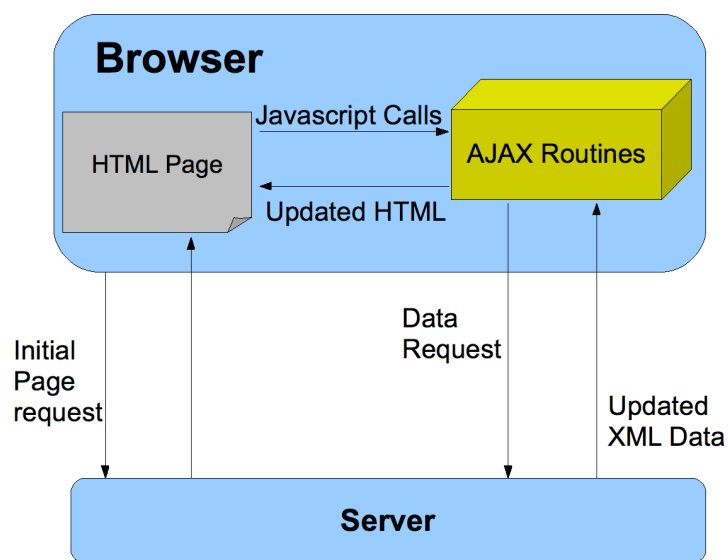 Browser
Javascript Calls
HTML Page
AJAX Routines
Updated HTML
Data
Request
Initial
Page
request
Updated
XML Data
Server